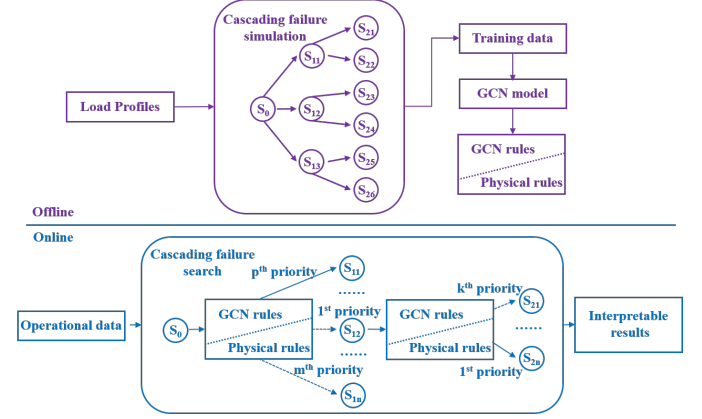 Cascading failure
simulation
S21
S11
S22
Training data
Load Profiles
S0
S12
S23
S24
GCN model
S13
S25
S26
GCN rules
Physical rules
Offline
Online
Cascading failure
search
pth priority
S11
......
kth priority
S21
Operational data
S0
GCN rules
Physical rules
1st priority
S12
......
GCN rules
Physical rules
......
1st priority
S2n
mth priority
S1n
Interpretable
results